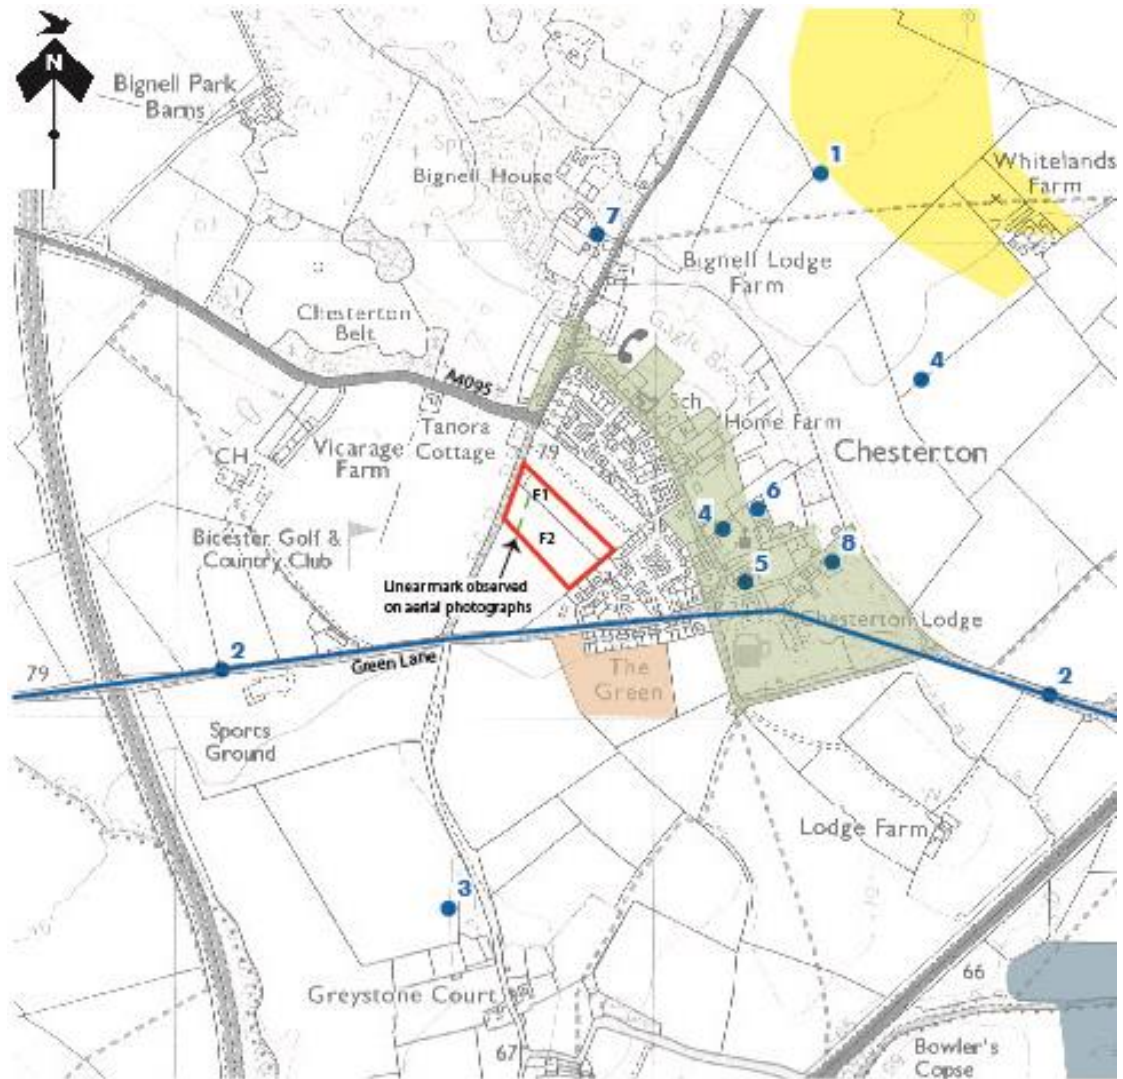 N
Bignell Park
Barns
1
Whitelands
Farm
Bignell House
7
Bignell Lodge
Farm
Chesterton
Belt
4
A4095
Sch
Home Farm
Tanora
Cottage
79
Vicarage
Farm
CH
Chesterton
F1
6
4
F2
Bicester Golf &
Country Club
8
5
Linear mark observed
on aerial photographs
Chesterton Lodge
2
Green Lane
The
Green
79
2
Sports
Ground
Lodge Farm
3
66
Greystone Court
67
Bowler's
Copse